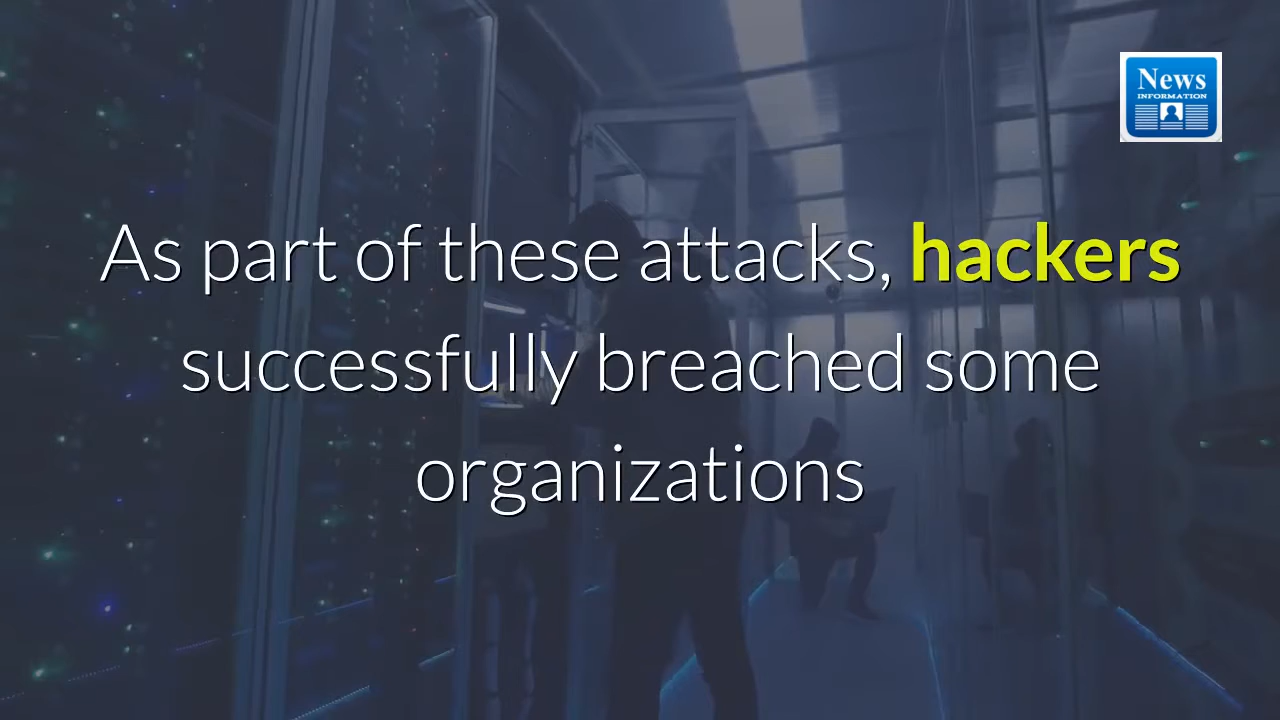 News
INFORMATION
As part of these attacks, hackers
successfully breached some
organizations